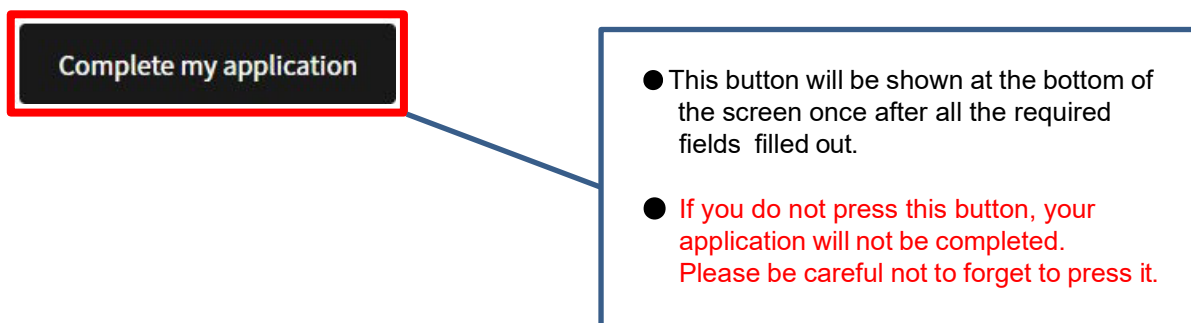 Complete my application
●This button will be shown at the bottom of
the screen once after all the required
fields filled out.
● If you do not press this button, your
application will not be completed.
Please be careful not to forget to press it.